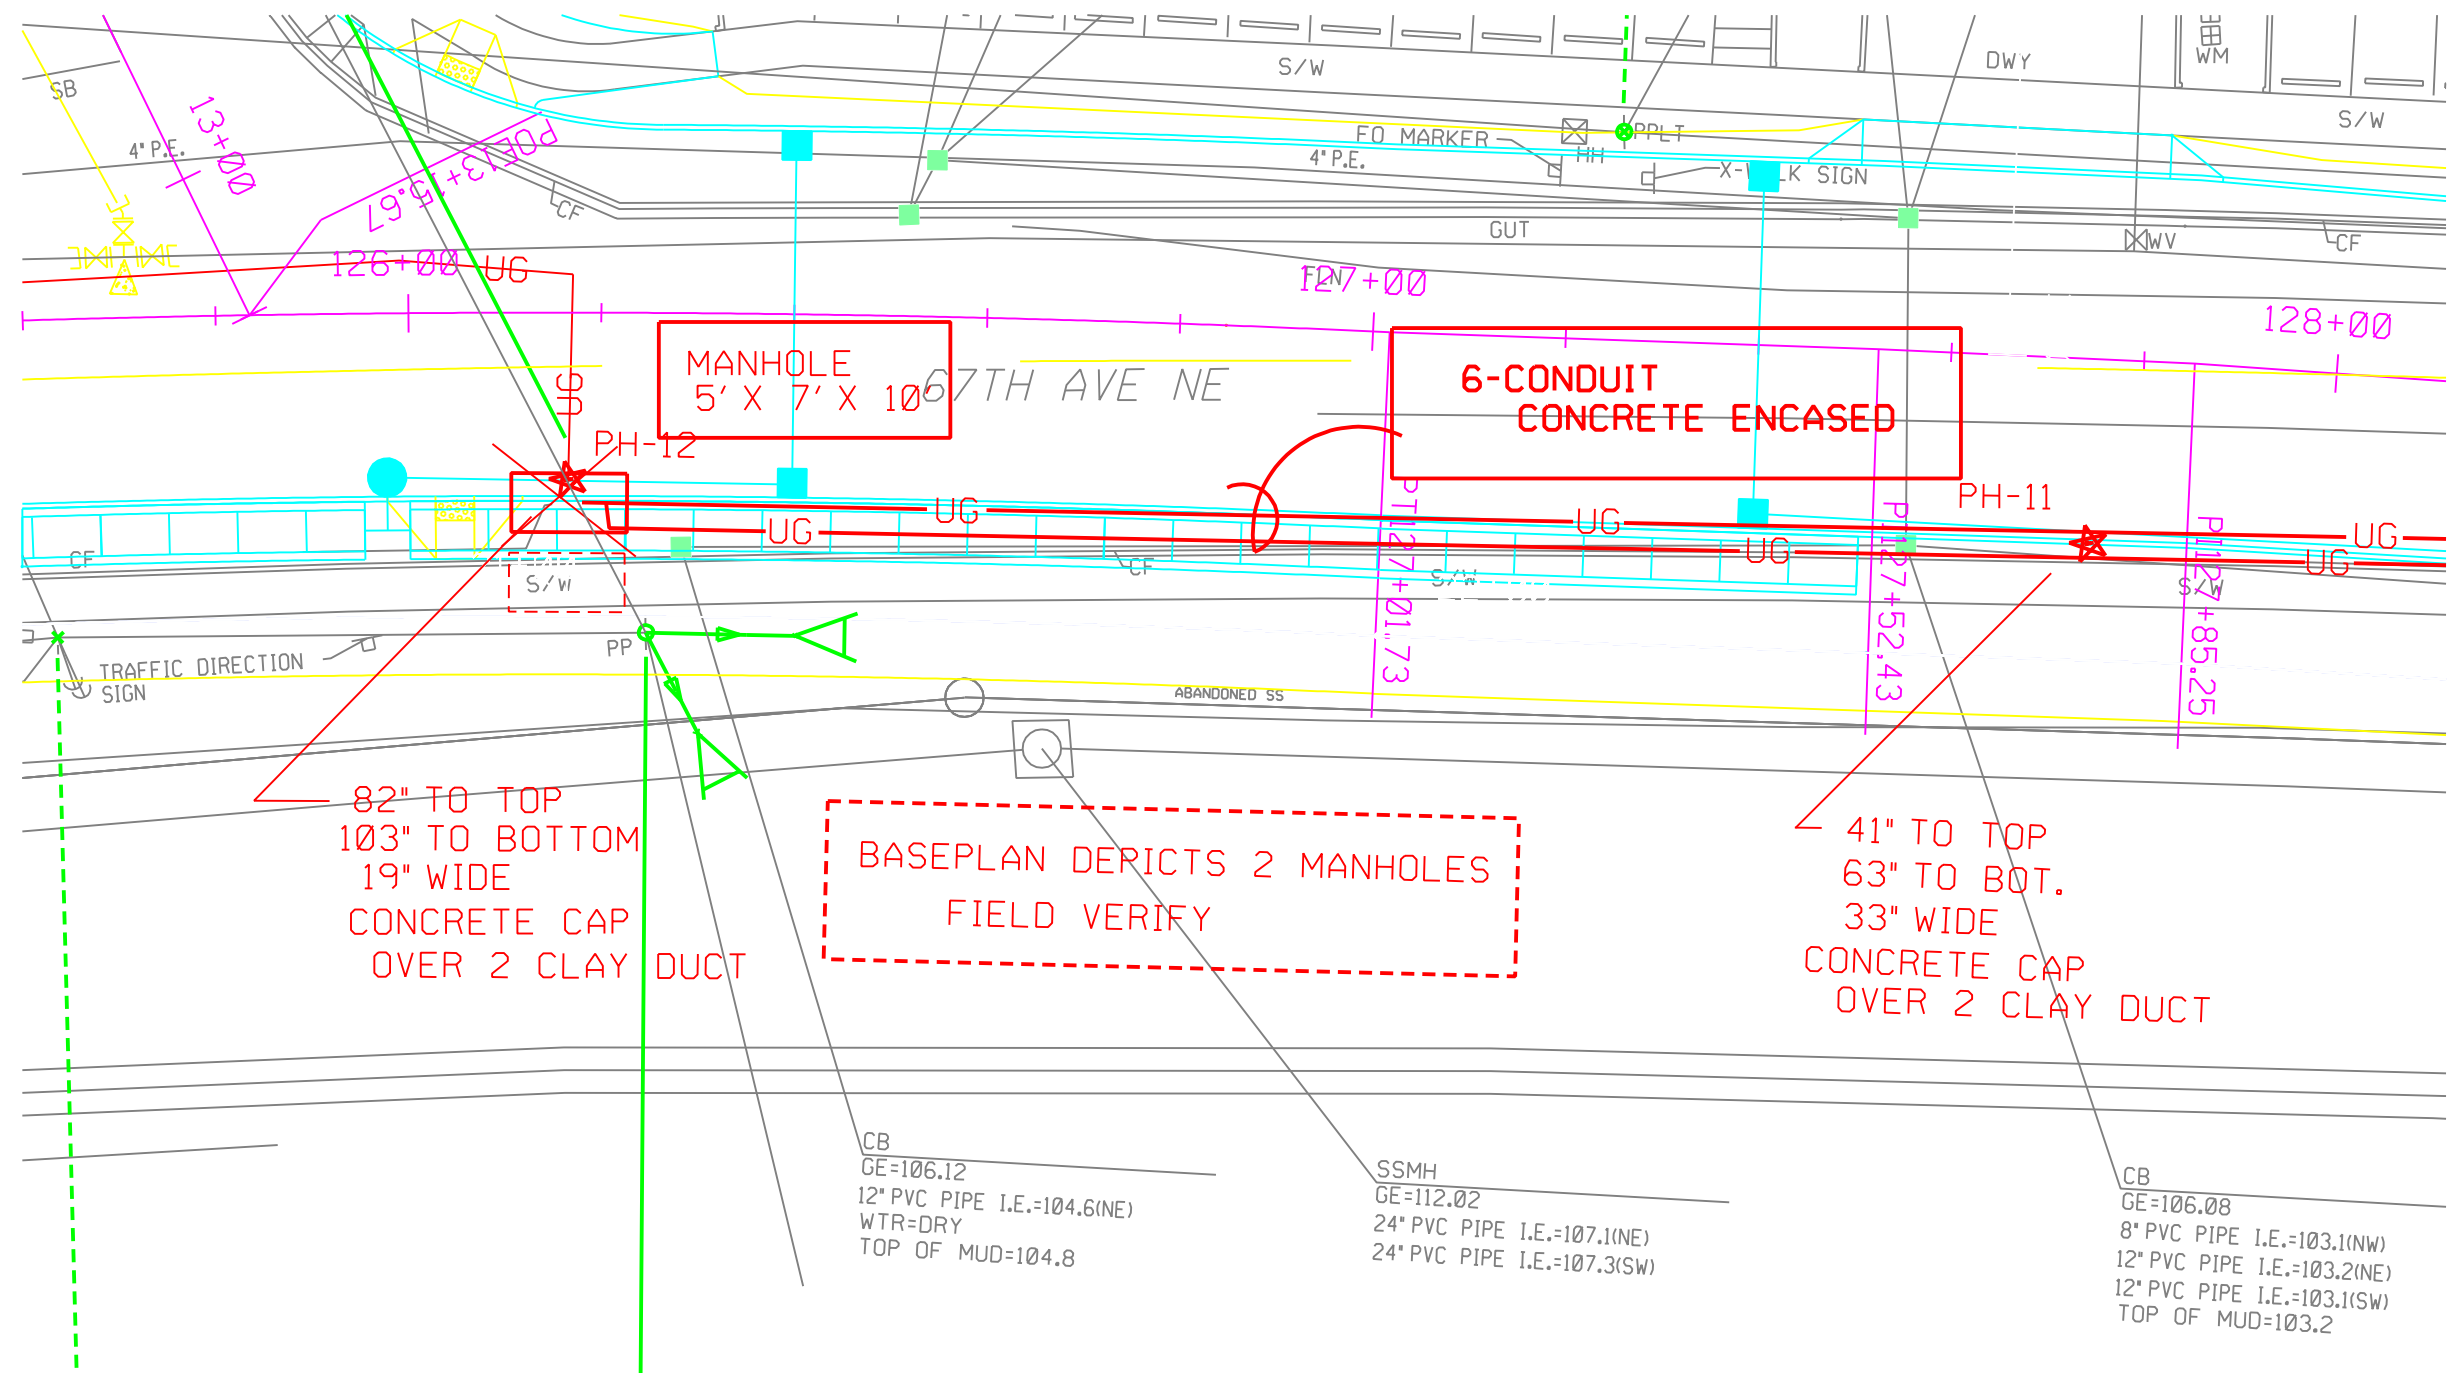 SB
13+00
4" P.E.
POE13+15.67
CF
126+00
UG
UG
S/W
DWY
WM
S/W
FO MARKER
PPLT
HH
4" P.E.
X-WALK SIGN
GUT
WV
CF
127+00
128+00
MANHOLE
5' X 7' X 10'
67TH AVE NE
6-CONDUIT
CONCRETE ENCASED
PH-12
PH-11
UG
UG
UG
UG
UG
UG
CF
S/W
CF
S/W
S/W
PT127+01.73
PI127+52.43
PI127+85.25
PP
TRAFFIC DIRECTION
SIGN
ABANDONED SS
82" TO TOP
103" TO BOTTOM
19" WIDE
CONCRETE CAP
OVER 2 CLAY DUCT
BASEPLAN DEPICTS 2 MANHOLES
FIELD VERIFY
41" TO TOP
63" TO BOT.
33" WIDE
CONCRETE CAP
OVER 2 CLAY DUCT
CB
GE=106.12
12" PVC PIPE I.E.=104.6(NE)
WTR=DRY
TOP OF MUD=104.8
SSMH
GE=112.02
24" PVC PIPE I.E.=107.1(NE)
24" PVC PIPE I.E.=107.3(SW)
CB
GE=106.08
8" PVC PIPE I.E.=103.1(NW)
12" PVC PIPE I.E.=103.2(NE)
12" PVC PIPE I.E.=103.1(SW)
TOP OF MUD=103.2